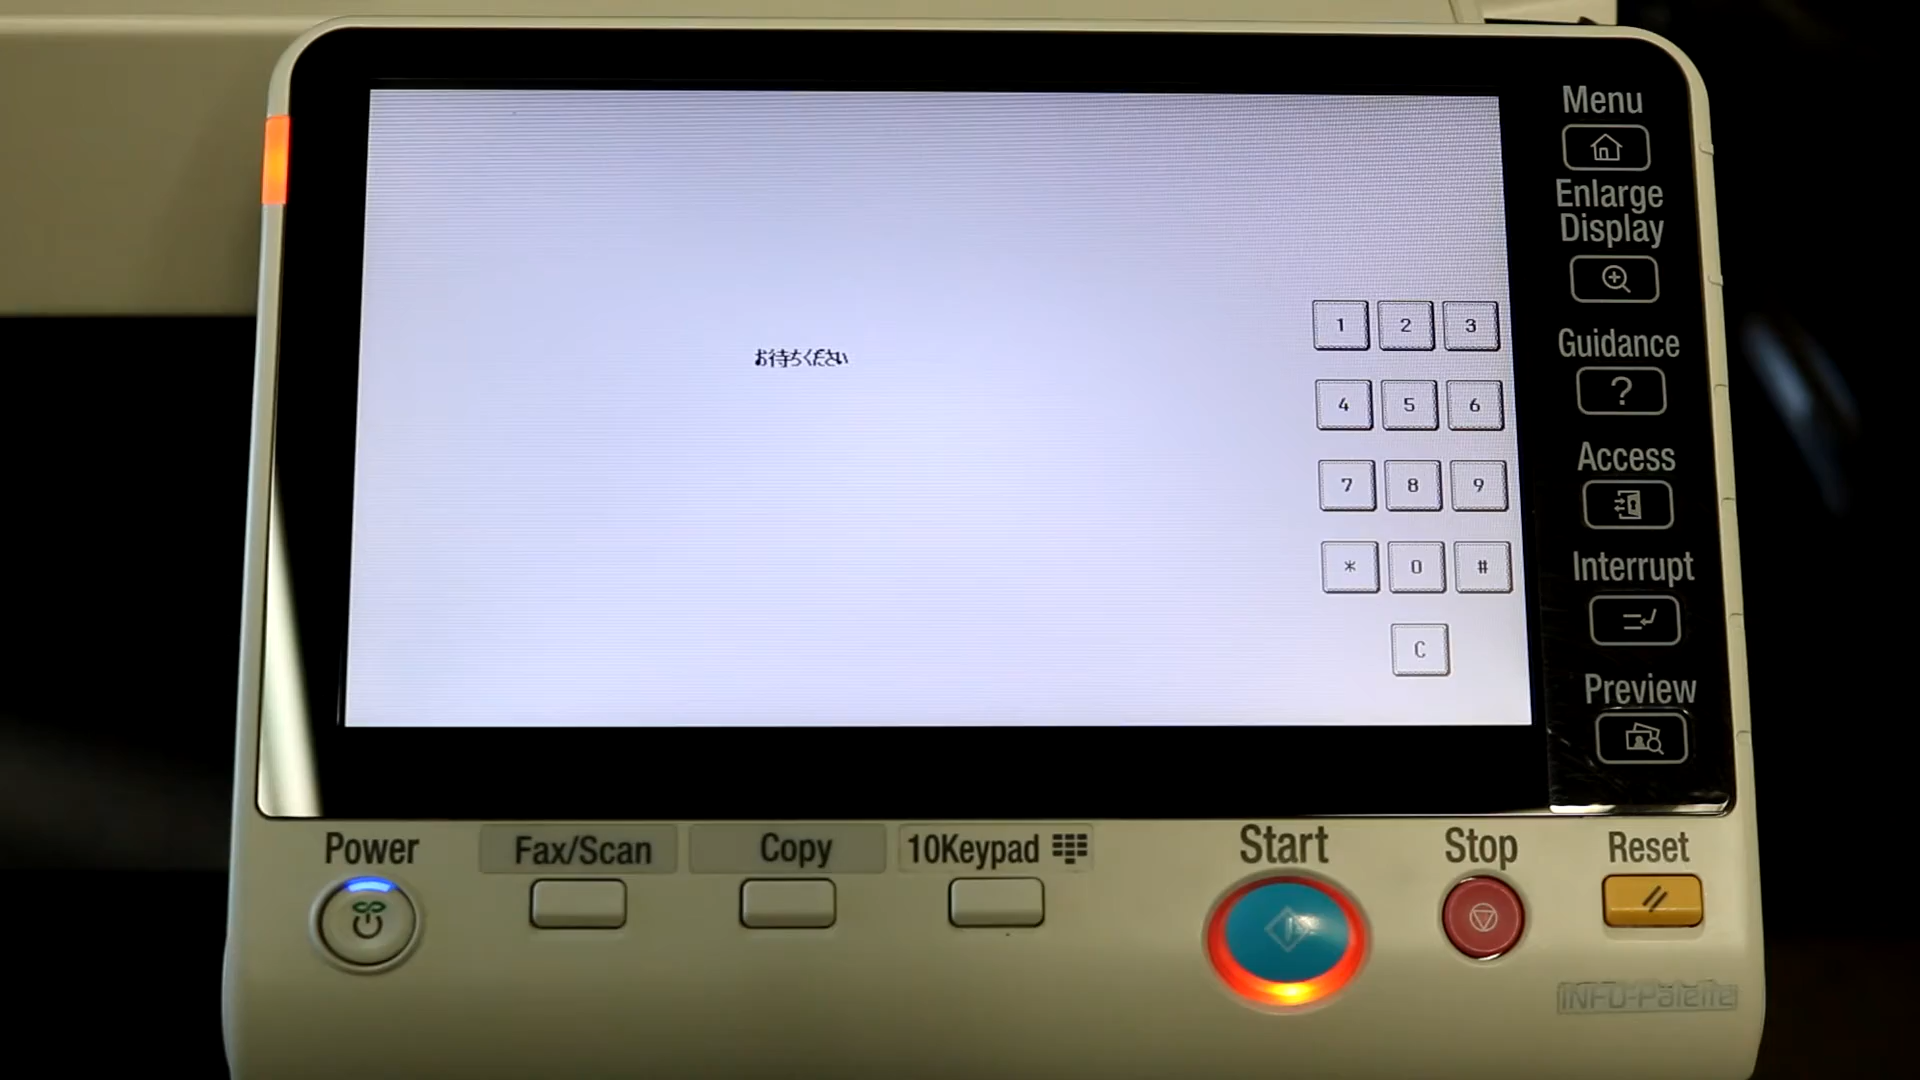 Menu
Enlarge
Display
Guidance
?
Access
Interrupt
Preview
お待ちください
1 2 3
4 5 6
7 8 9
* 0 #
C
Power
Fax/Scan
Copy
10Keypad
Start
Stop
Reset
INFO-Palette